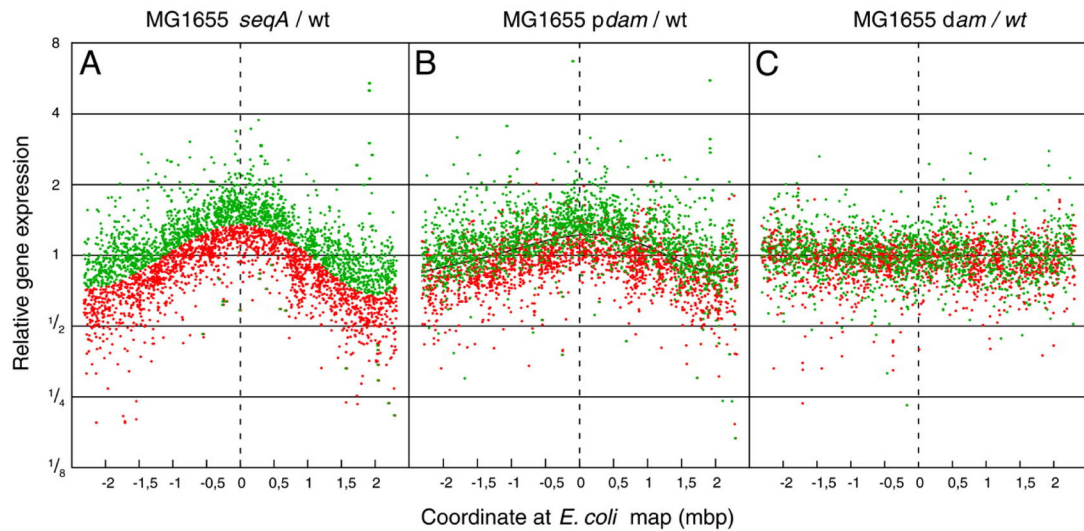 MG1655 seqA / wt MG1655 pdam / wt MG1655 dam / wt
A B C
8
4
2
1
1/2
1/4
1/8
Relative gene expression
-2 -1,5 -1 -0,5 0 0,5 1 1,5 2 -2 -1,5 -1 -0,5 0 0,5 1 1,5 2 -2 -1,5 -1 -0,5 0 0,5 1 1,5 2
Coordinate at E. coli map (mbp)